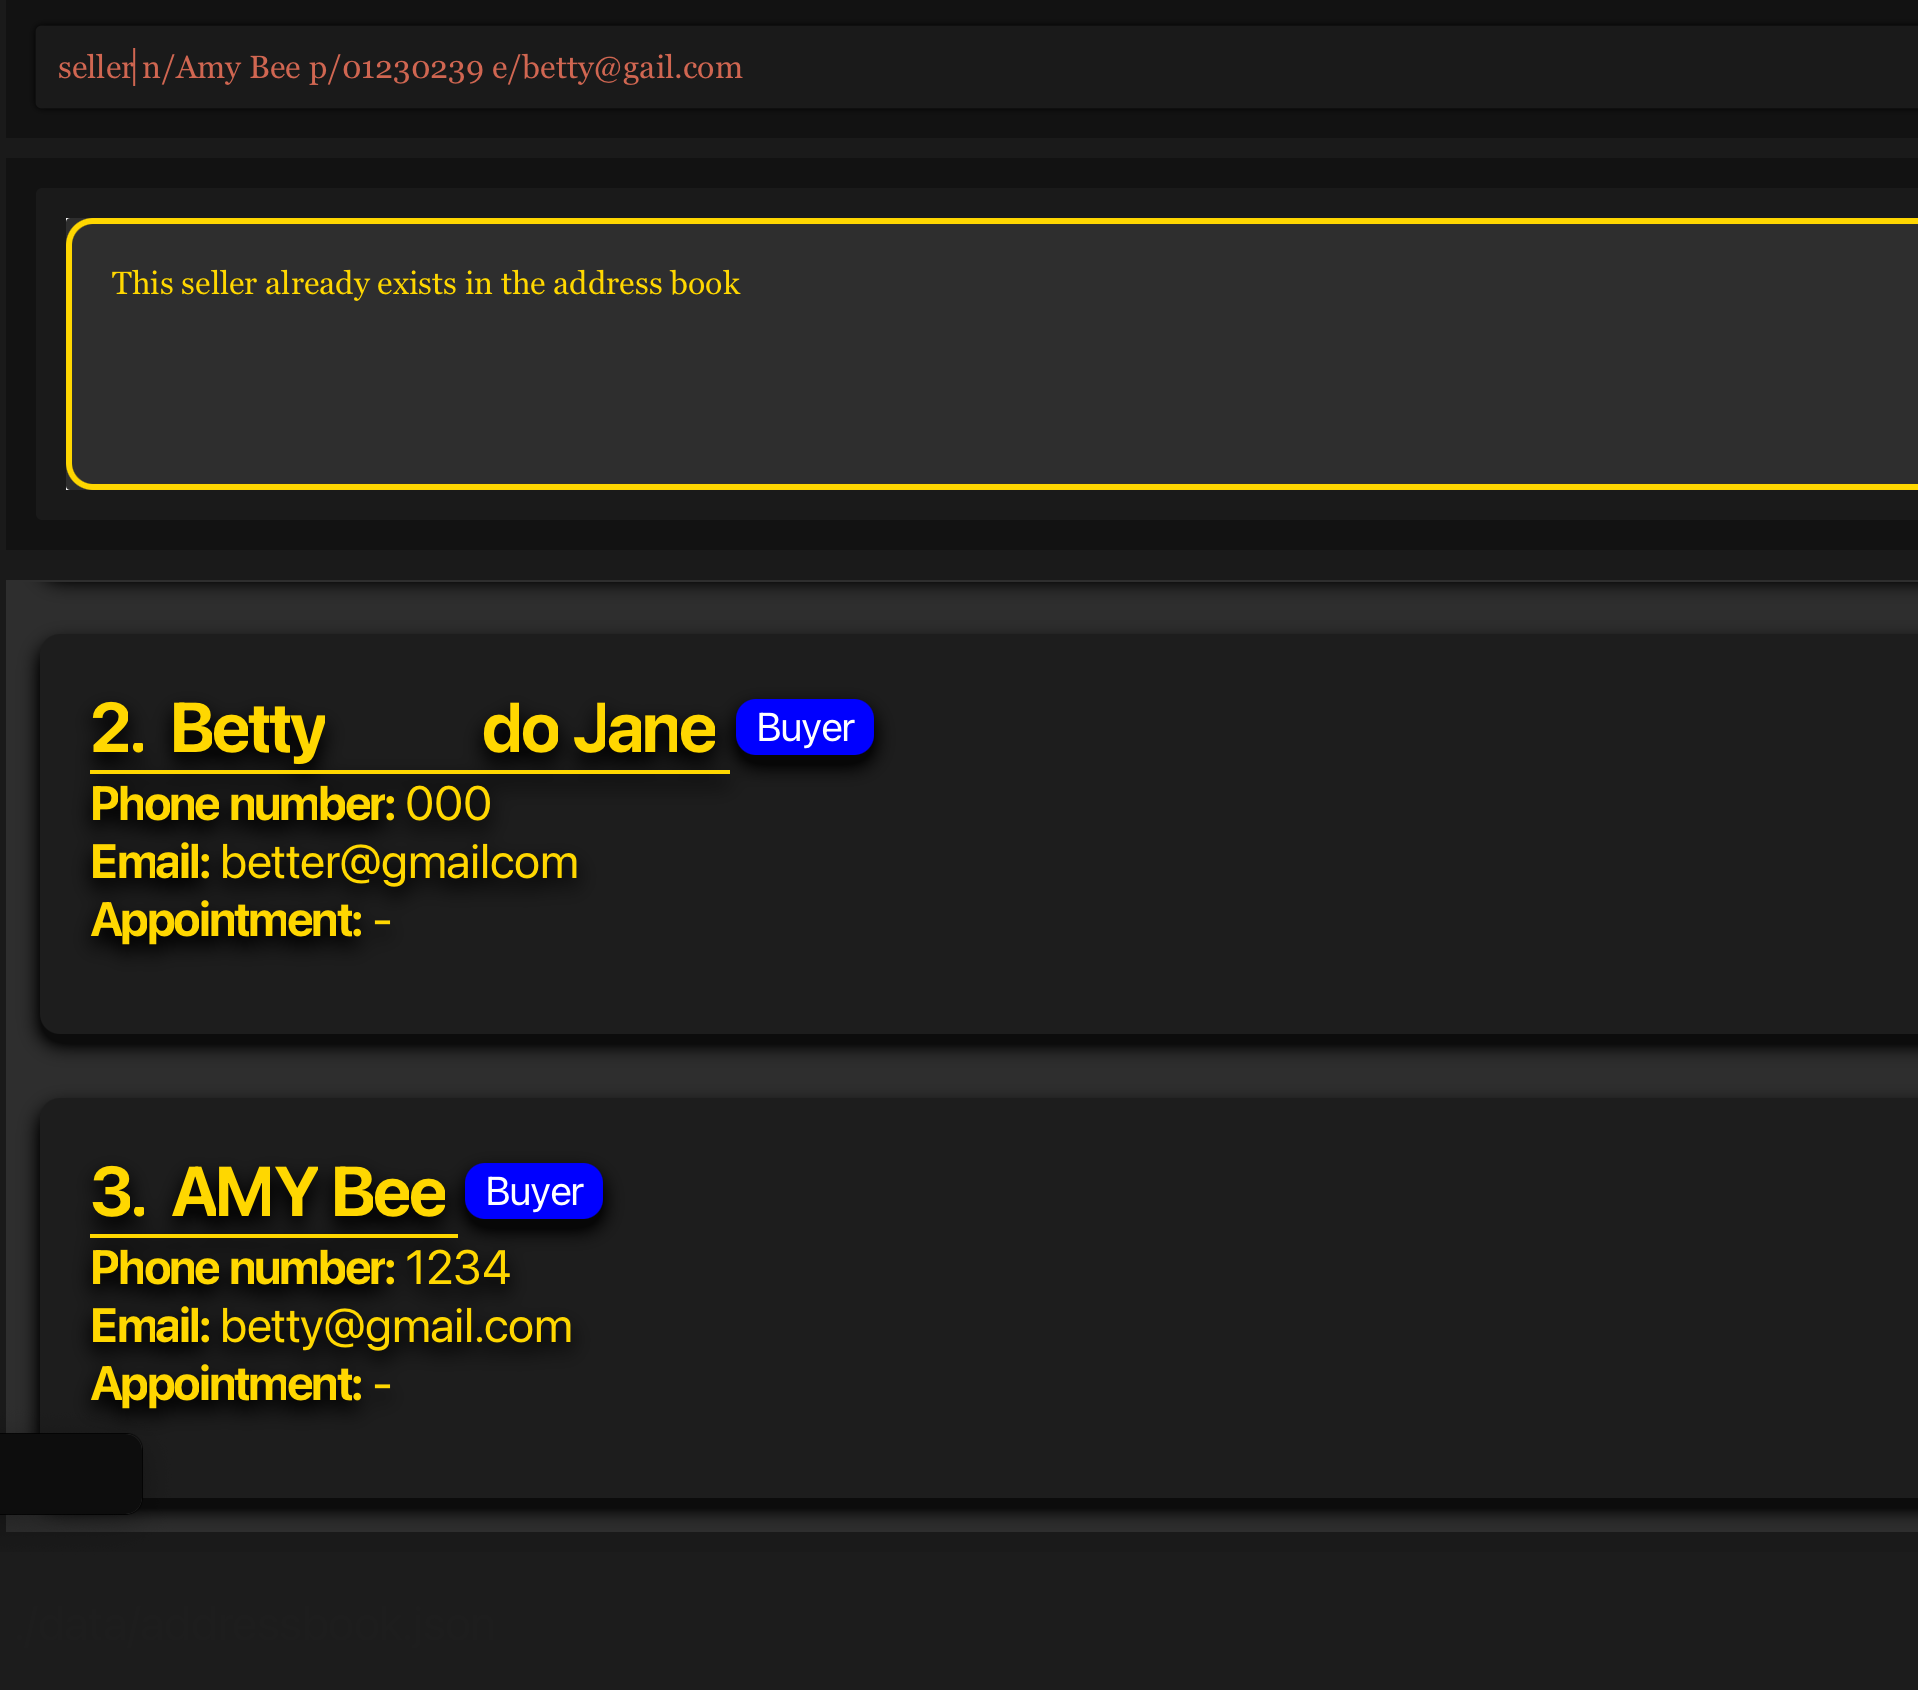 seller n/Amy Bee p/01230239 e/betty@gail.com
This seller already exists in the address book
2. Betty do Jane Buyer
Phone number: 000
Email: better@gmailcom
Appointment: -
3. AMY Bee Buyer
Phone number: 1234
Email: betty@gmail.com
Appointment: -